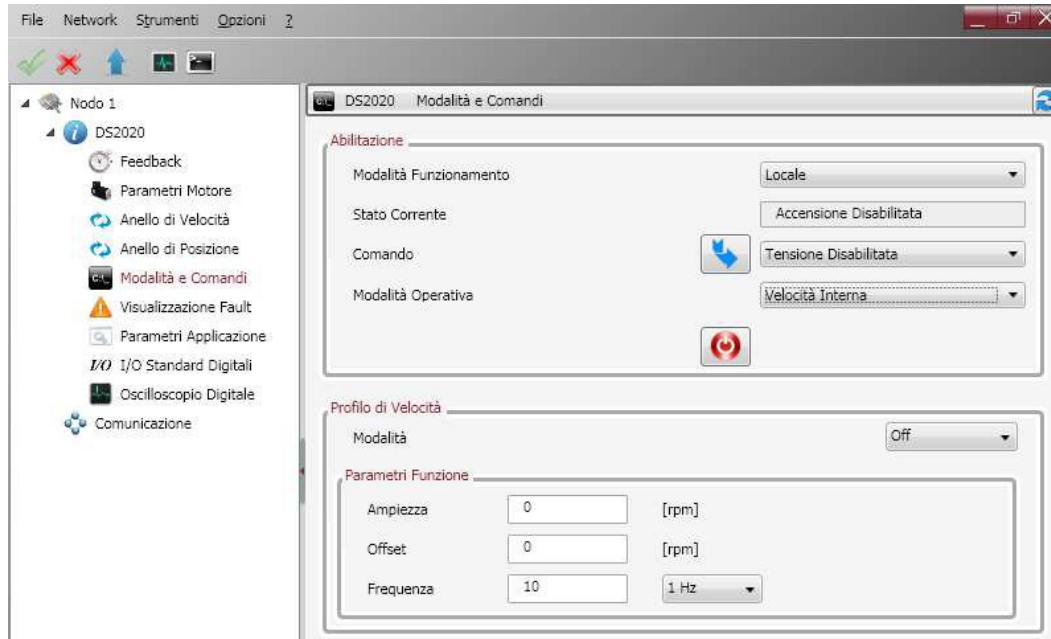 File Network Strumenti Opzioni ?
Nodo 1
DS2020
Feedback
Parametri Motore
Anello di Velocità
Anello di Posizione
Modalità e Comandi
Visualizzazione Fault
Parametri Applicazione
I/O I/O Standard Digitali
Oscilloscopio Digitale
Comunicazione
DS2020 Modalità e Comandi
Abilitazione
Modalità Funzionamento Locale
Stato Corrente Accensione Disabilitata
Comando Tensione Disabilitata
Modalità Operativa Velocità Interna
Profilo di Velocità
Modalità Off
Parametri Funzione
Ampiezza 0 [rpm]
Offset 0 [rpm]
Frequenza 10 1 Hz